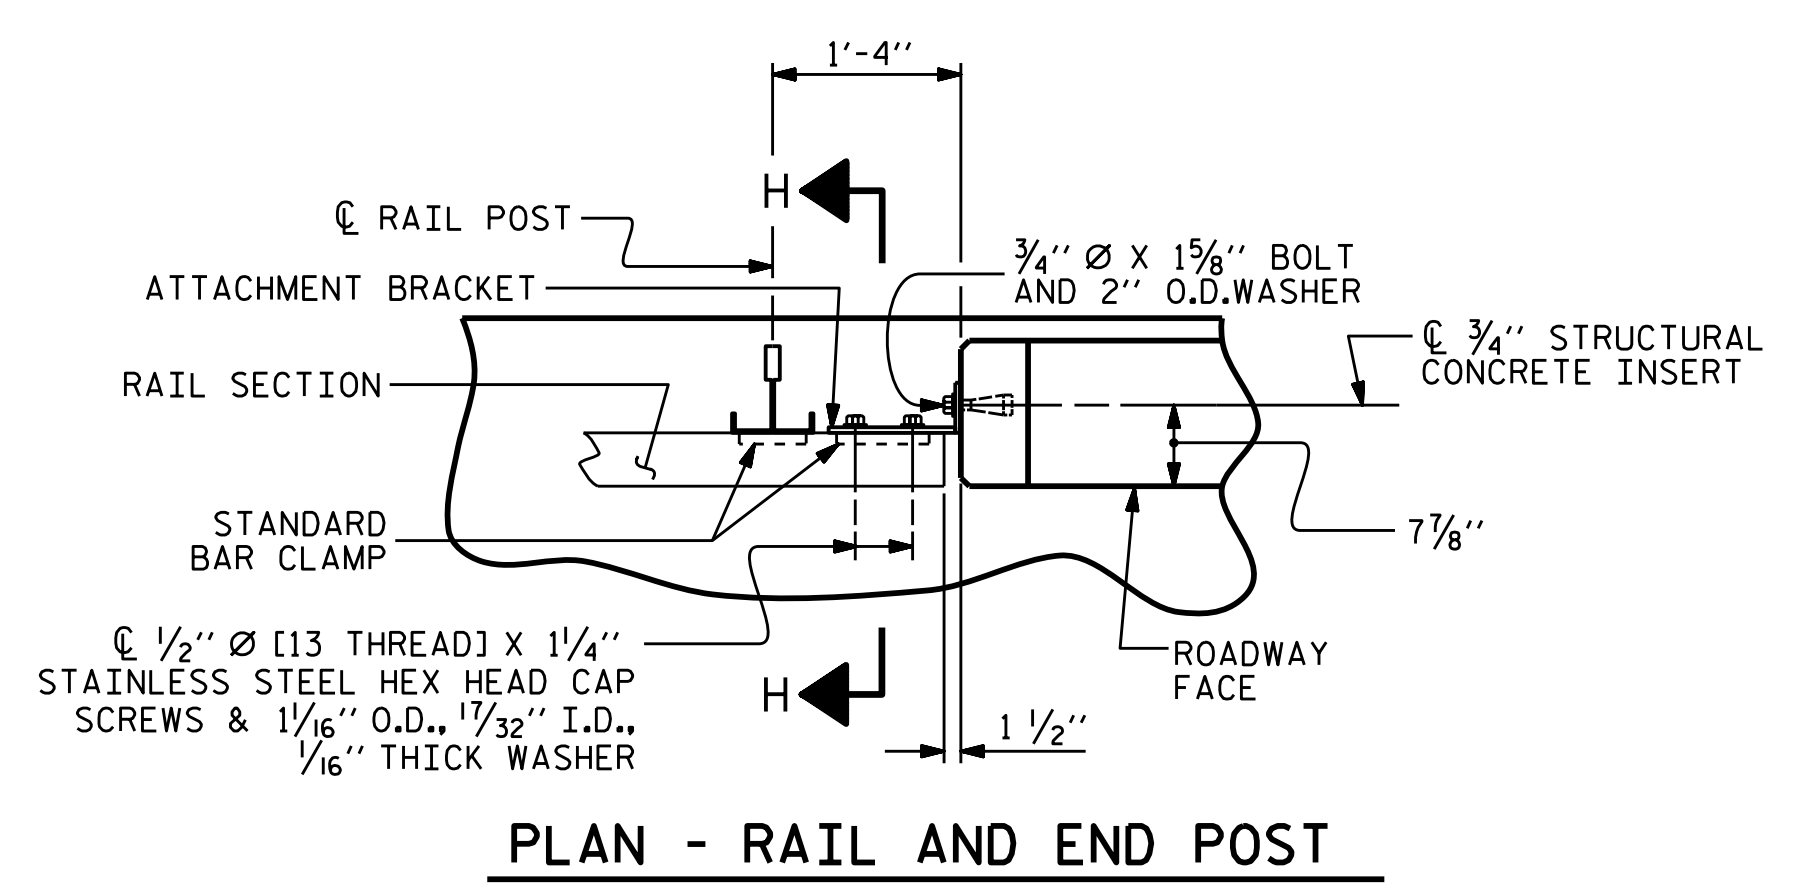 1'-4"
H
℄ RAIL POST
ATTACHMENT BRACKET
RAIL SECTION
3/4" Ø X 1 5/8" BOLT
AND 2" O.D.WASHER
℄ 3/4" STRUCTURAL
CONCRETE INSERT
STANDARD
BAR CLAMP
7 7/8"
℄ 1/2" Ø [13 THREAD] X 1 1/4"
STAINLESS STEEL HEX HEAD CAP
SCREWS & 1 1/16" O.D., 17/32" I.D.,
1/16" THICK WASHER
H
ROADWAY
FACE
1 1/2"
PLAN - RAIL AND END POST